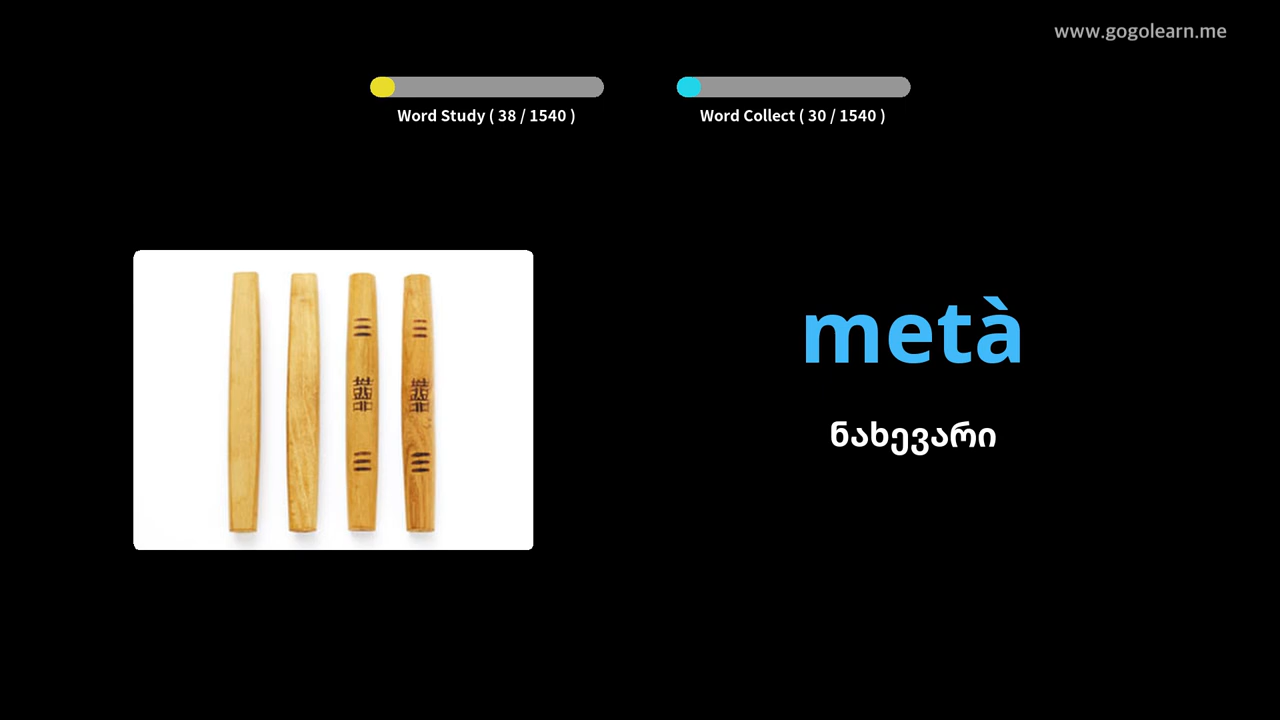 www.gogolearn.me
Word Study ( 38 / 1540 )
Word Collect ( 30 / 1540 )
metà
ნახევარი